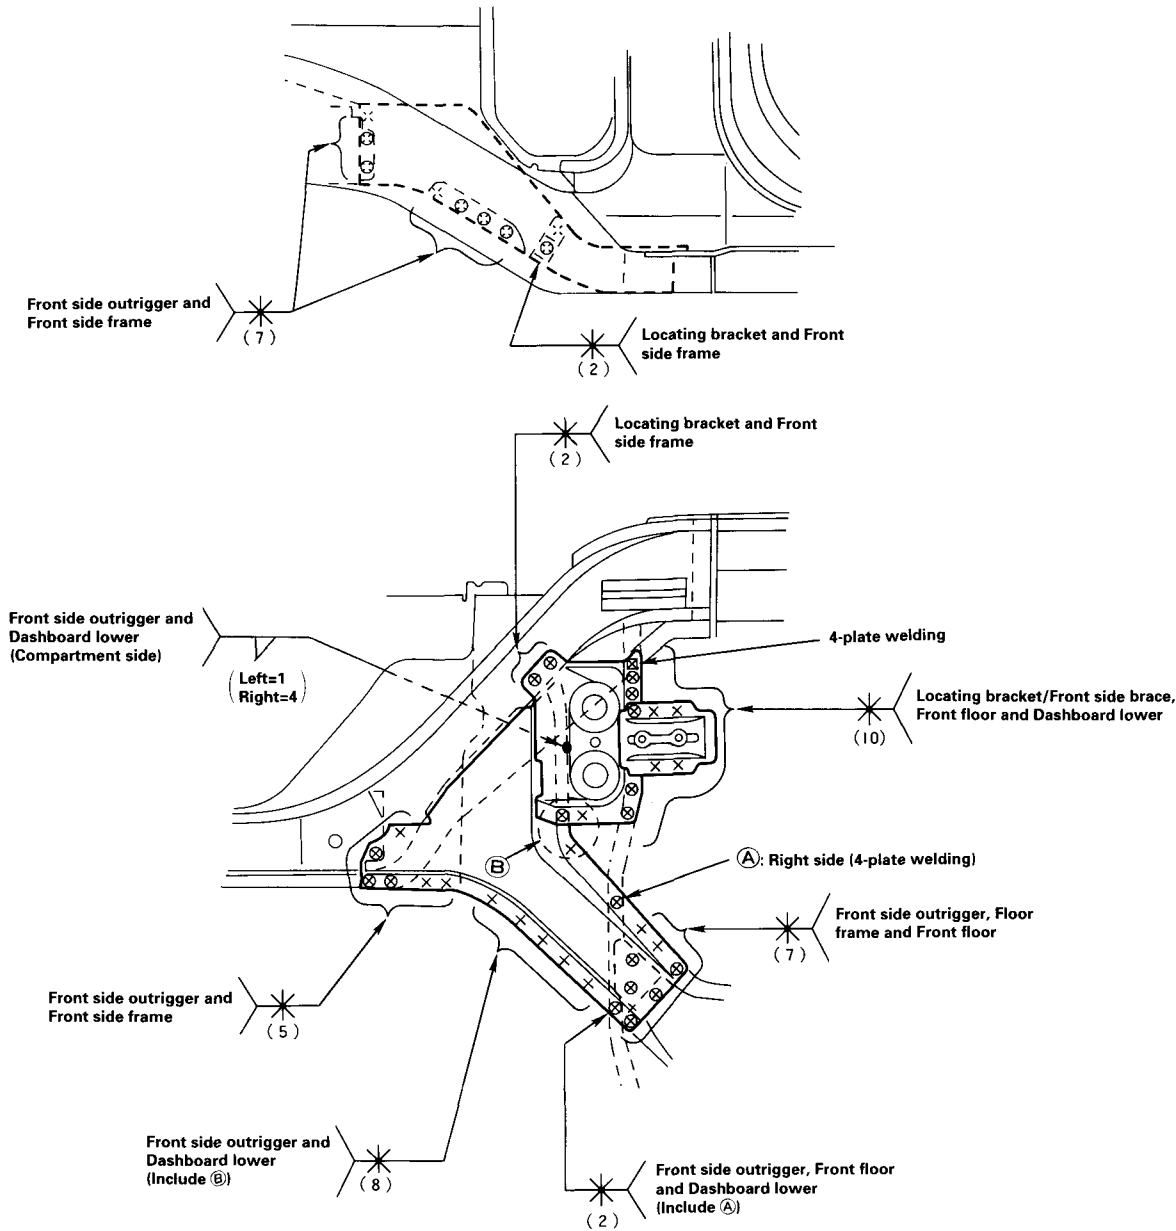 Front side outrigger and
Front side frame
(7)
Locating bracket and Front
side frame
(2)
Locating bracket and Front
side frame
(2)
Front side outrigger and
Dashboard lower
(Compartment side)
(Left=1
Right=4)
4-plate welding
Locating bracket/Front side brace,
Front floor and Dashboard lower
(10)
Ⓑ
Ⓐ: Right side (4-plate welding)
Front side outrigger, Floor
frame and Front floor
(7)
Front side outrigger and
Front side frame
(5)
Front side outrigger and
Dashboard lower
(Include Ⓑ)
(8)
Front side outrigger, Front floor
and Dashboard lower
(Include Ⓐ)
(2)